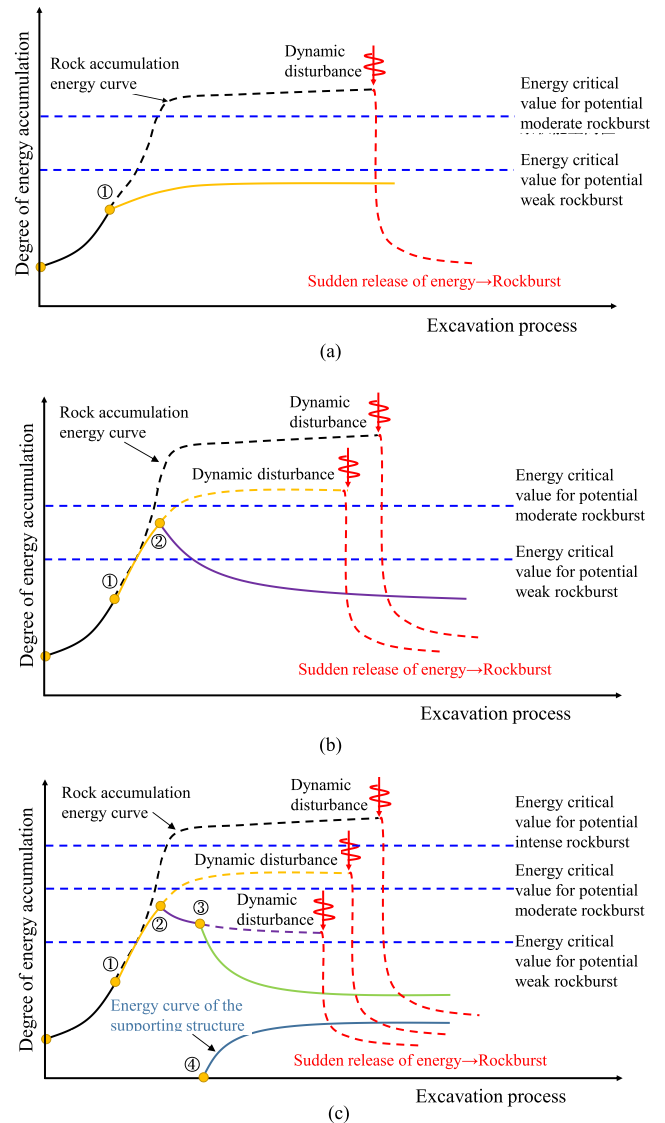 Degree of energy accumulation
Rock accumulation
energy curve
Dynamic
disturbance
Energy critical
value for potential
moderate rockburst
Energy critical
value for potential
weak rockburst
①
Sudden release of energy→Rockburst
Excavation process
(a)
Degree of energy accumulation
Rock accumulation
energy curve
Dynamic
disturbance
Dynamic disturbance
Energy critical
value for potential
moderate rockburst
②
Energy critical
value for potential
weak rockburst
①
Sudden release of energy→Rockburst
Excavation process
(b)
Degree of energy accumulation
Rock accumulation
energy curve
Dynamic
disturbance
Energy critical
value for potential
intense rockburst
Dynamic disturbance
Energy critical
value for potential
moderate rockburst
Dynamic
disturbance
②
③
Energy critical
value for potential
weak rockburst
①
Energy curve of the
supporting structure
④
Sudden release of energy→Rockburst
Excavation process
(c)